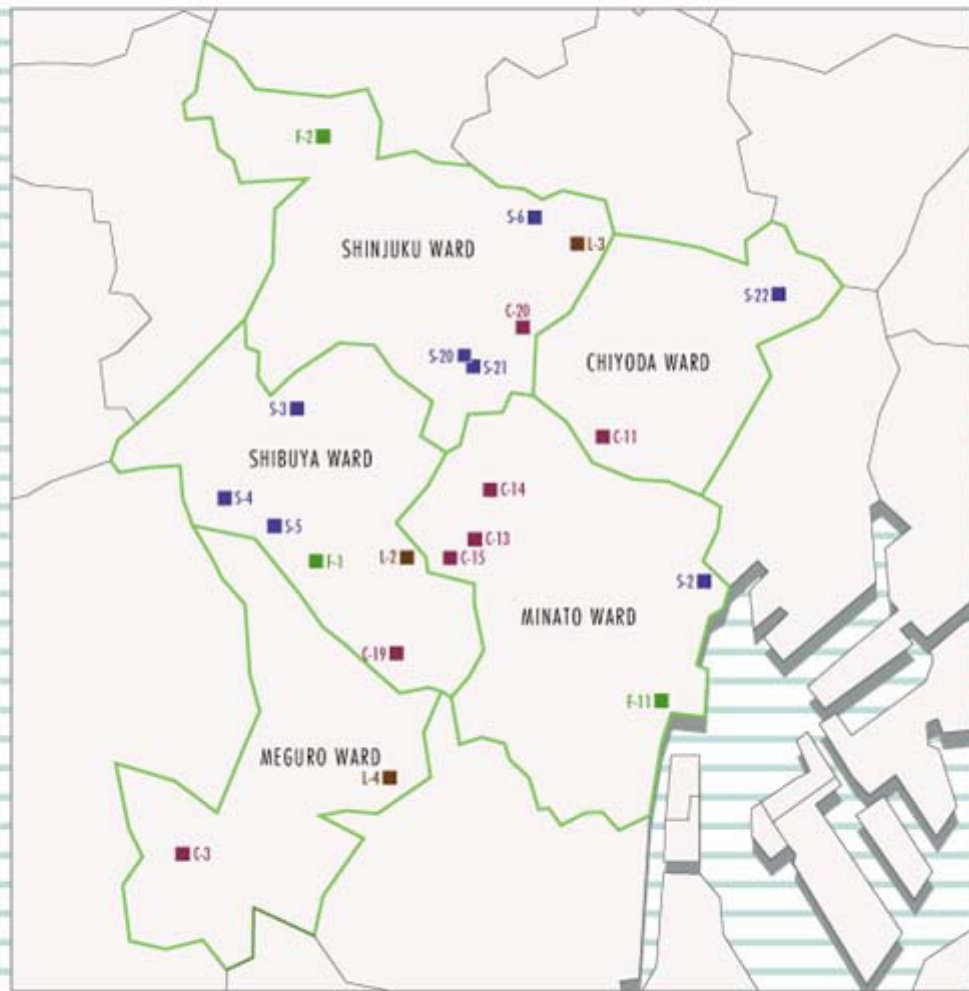 F-2
S-6
SHINJUKU WARD
L-3
S-22
C-20
S-20
S-21
CHIYODA WARD
S-3
C-11
SHIBUYA WARD
C-14
S-4
S-5
C-13
F-1
L-2
C-15
S-2
MINATO WARD
C-19
F-11
MEGURO WARD
L-4
C-3